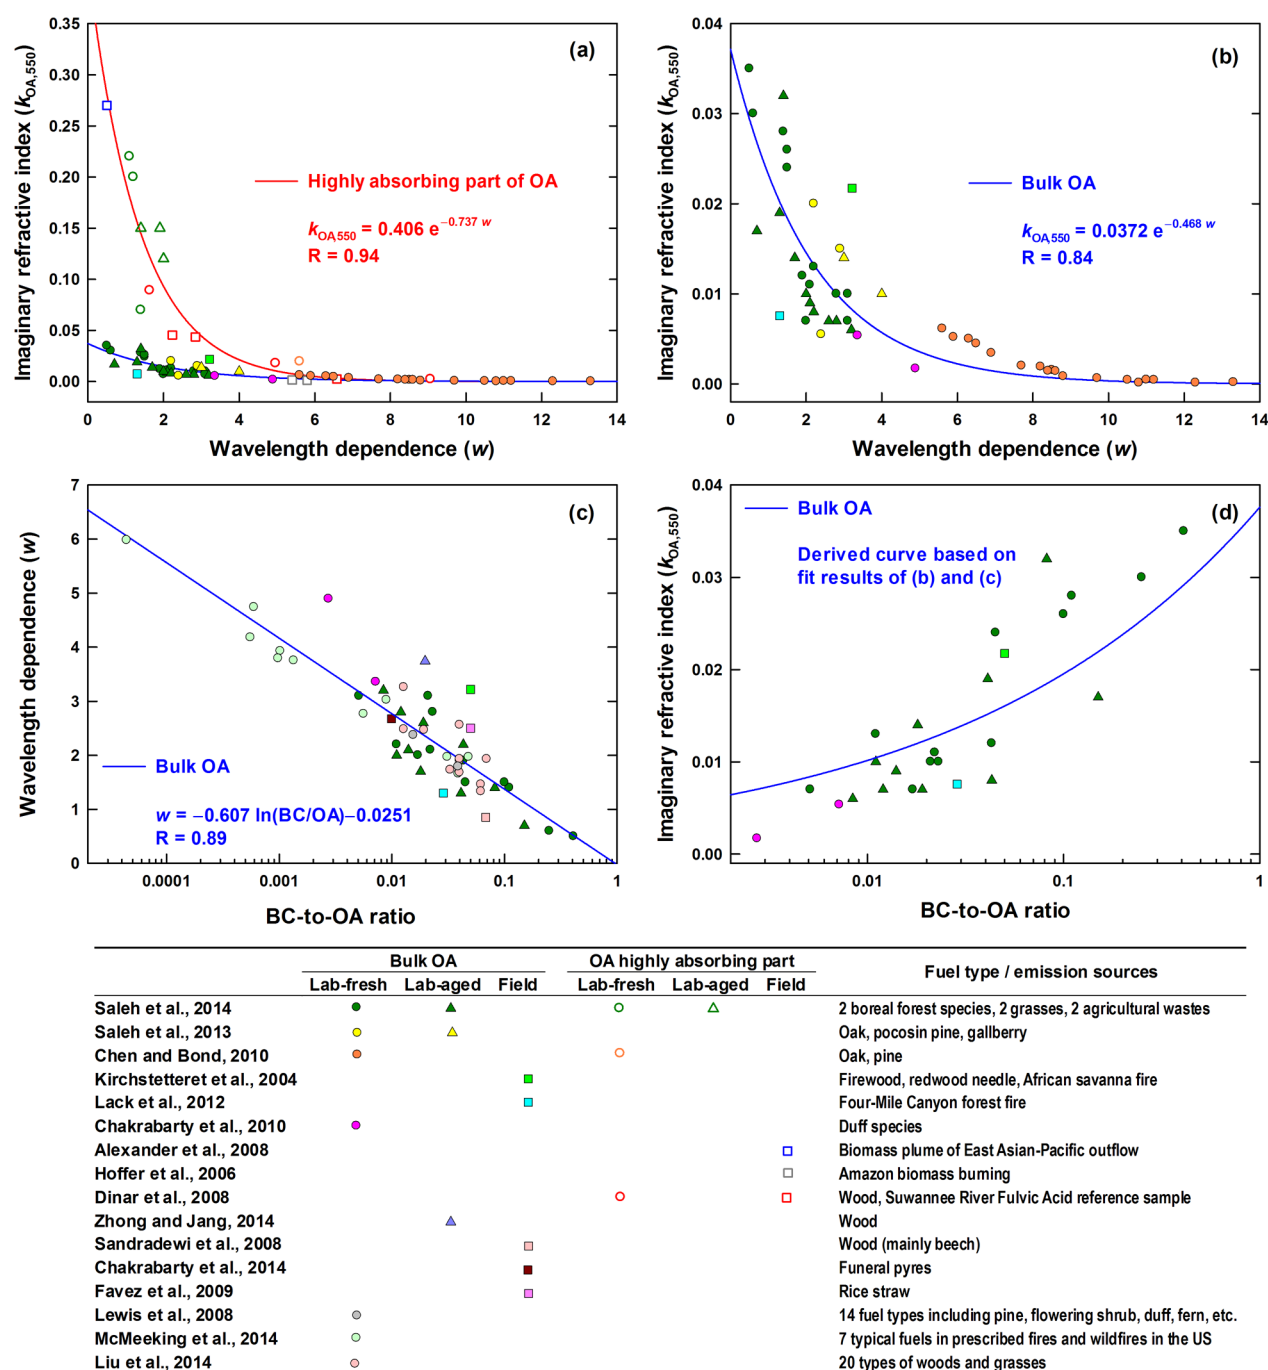 (a)
Imaginary refractive index (k_OA,550)
0.35
0.30
0.25
0.20
0.15
0.10
0.05
0.00
Highly absorbing part of OA
k_OA,550 = 0.406 e^−0.737 w
R = 0.94
0 2 4 6 8 10 12 14
Wavelength dependence (w)
(b)
Imaginary refractive index (k_OA,550)
0.04
0.03
0.02
0.01
0.00
Bulk OA
k_OA,550 = 0.0372 e^−0.468 w
R = 0.84
0 2 4 6 8 10 12 14
Wavelength dependence (w)
(c)
Wavelength dependence (w)
7
6
5
4
3
2
1
0
Bulk OA
w = −0.607 ln(BC/OA)−0.0251
R = 0.89
0.0001 0.001 0.01 0.1 1
BC-to-OA ratio
(d)
Imaginary refractive index (k_OA,550)
0.04
0.03
0.02
0.01
0.00
Bulk OA
Derived curve based on
fit results of (b) and (c)
0.01 0.1 1
BC-to-OA ratio
Bulk OA OA highly absorbing part Fuel type / emission sources
Lab-fresh Lab-aged Field Lab-fresh Lab-aged Field
Saleh et al., 2014 2 boreal forest species, 2 grasses, 2 agricultural wastes
Saleh et al., 2013 Oak, pocosin pine, gallberry
Chen and Bond, 2010 Oak, pine
Kirchstetteret et al., 2004 Firewood, redwood needle, African savanna fire
Lack et al., 2012 Four-Mile Canyon forest fire
Chakrabarty et al., 2010 Duff species
Alexander et al., 2008 Biomass plume of East Asian-Pacific outflow
Hoffer et al., 2006 Amazon biomass burning
Dinar et al., 2008 Wood, Suwannee River Fulvic Acid reference sample
Zhong and Jang, 2014 Wood
Sandradewi et al., 2008 Wood (mainly beech)
Chakrabarty et al., 2014 Funeral pyres
Favez et al., 2009 Rice straw
Lewis et al., 2008 14 fuel types including pine, flowering shrub, duff, fern, etc.
McMeeking et al., 2014 7 typical fuels in prescribed fires and wildfires in the US
Liu et al., 2014 20 types of woods and grasses